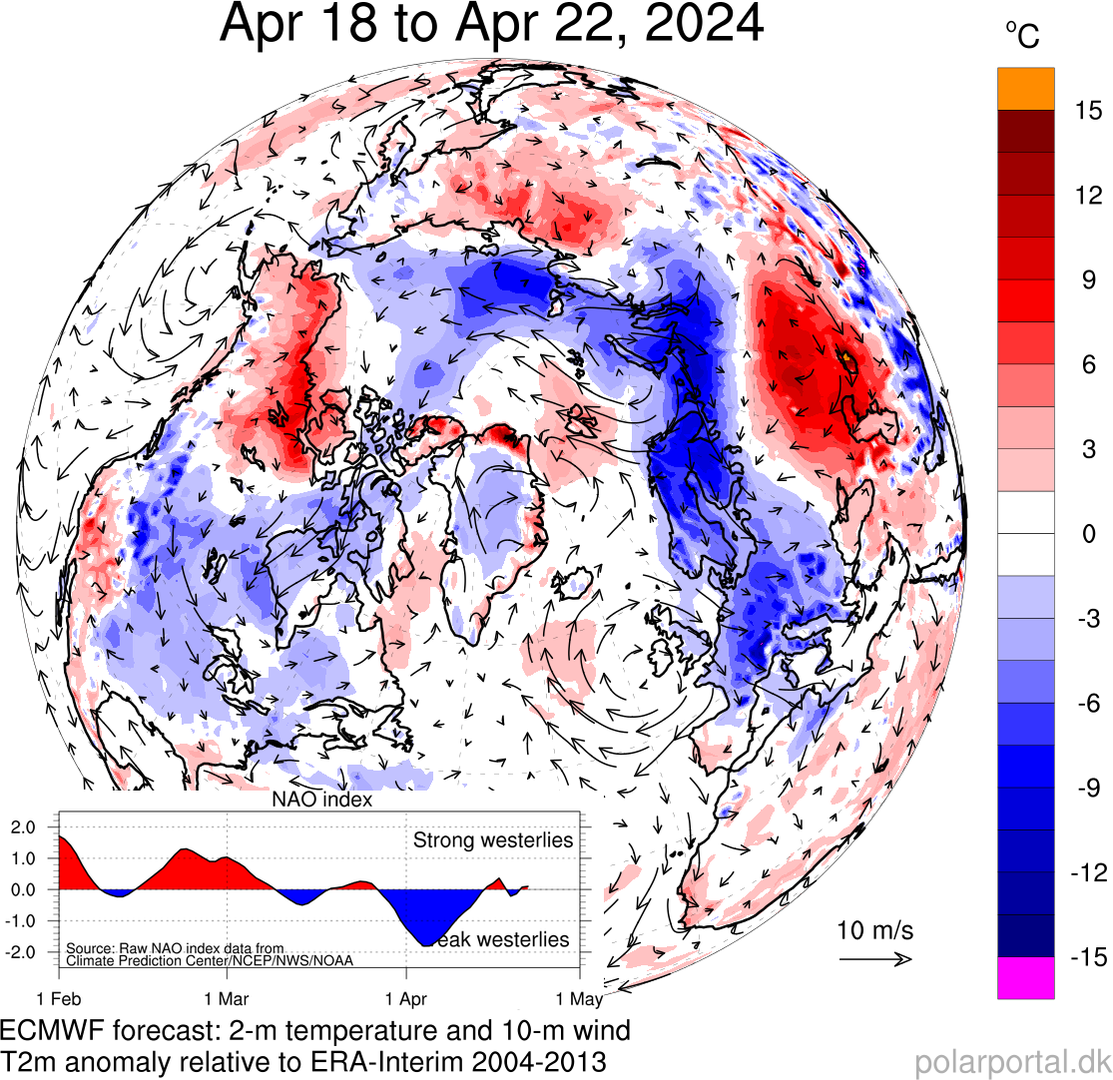 Apr 18 to Apr 22, 2024
oC
15
12
9
6
3
0
-3
-6
-9
-12
-15
10 m/s
NAO index
2.0
1.0
0.0
-1.0
-2.0
Strong westerlies
eak westerlies
Source: Raw NAO index data from
Climate Prediction Center/NCEP/NWS/NOAA
1 Feb
1 Mar
1 Apr
1 May
ECMWF forecast: 2-m temperature and 10-m wind
T2m anomaly relative to ERA-Interim 2004-2013
polarportal.dk